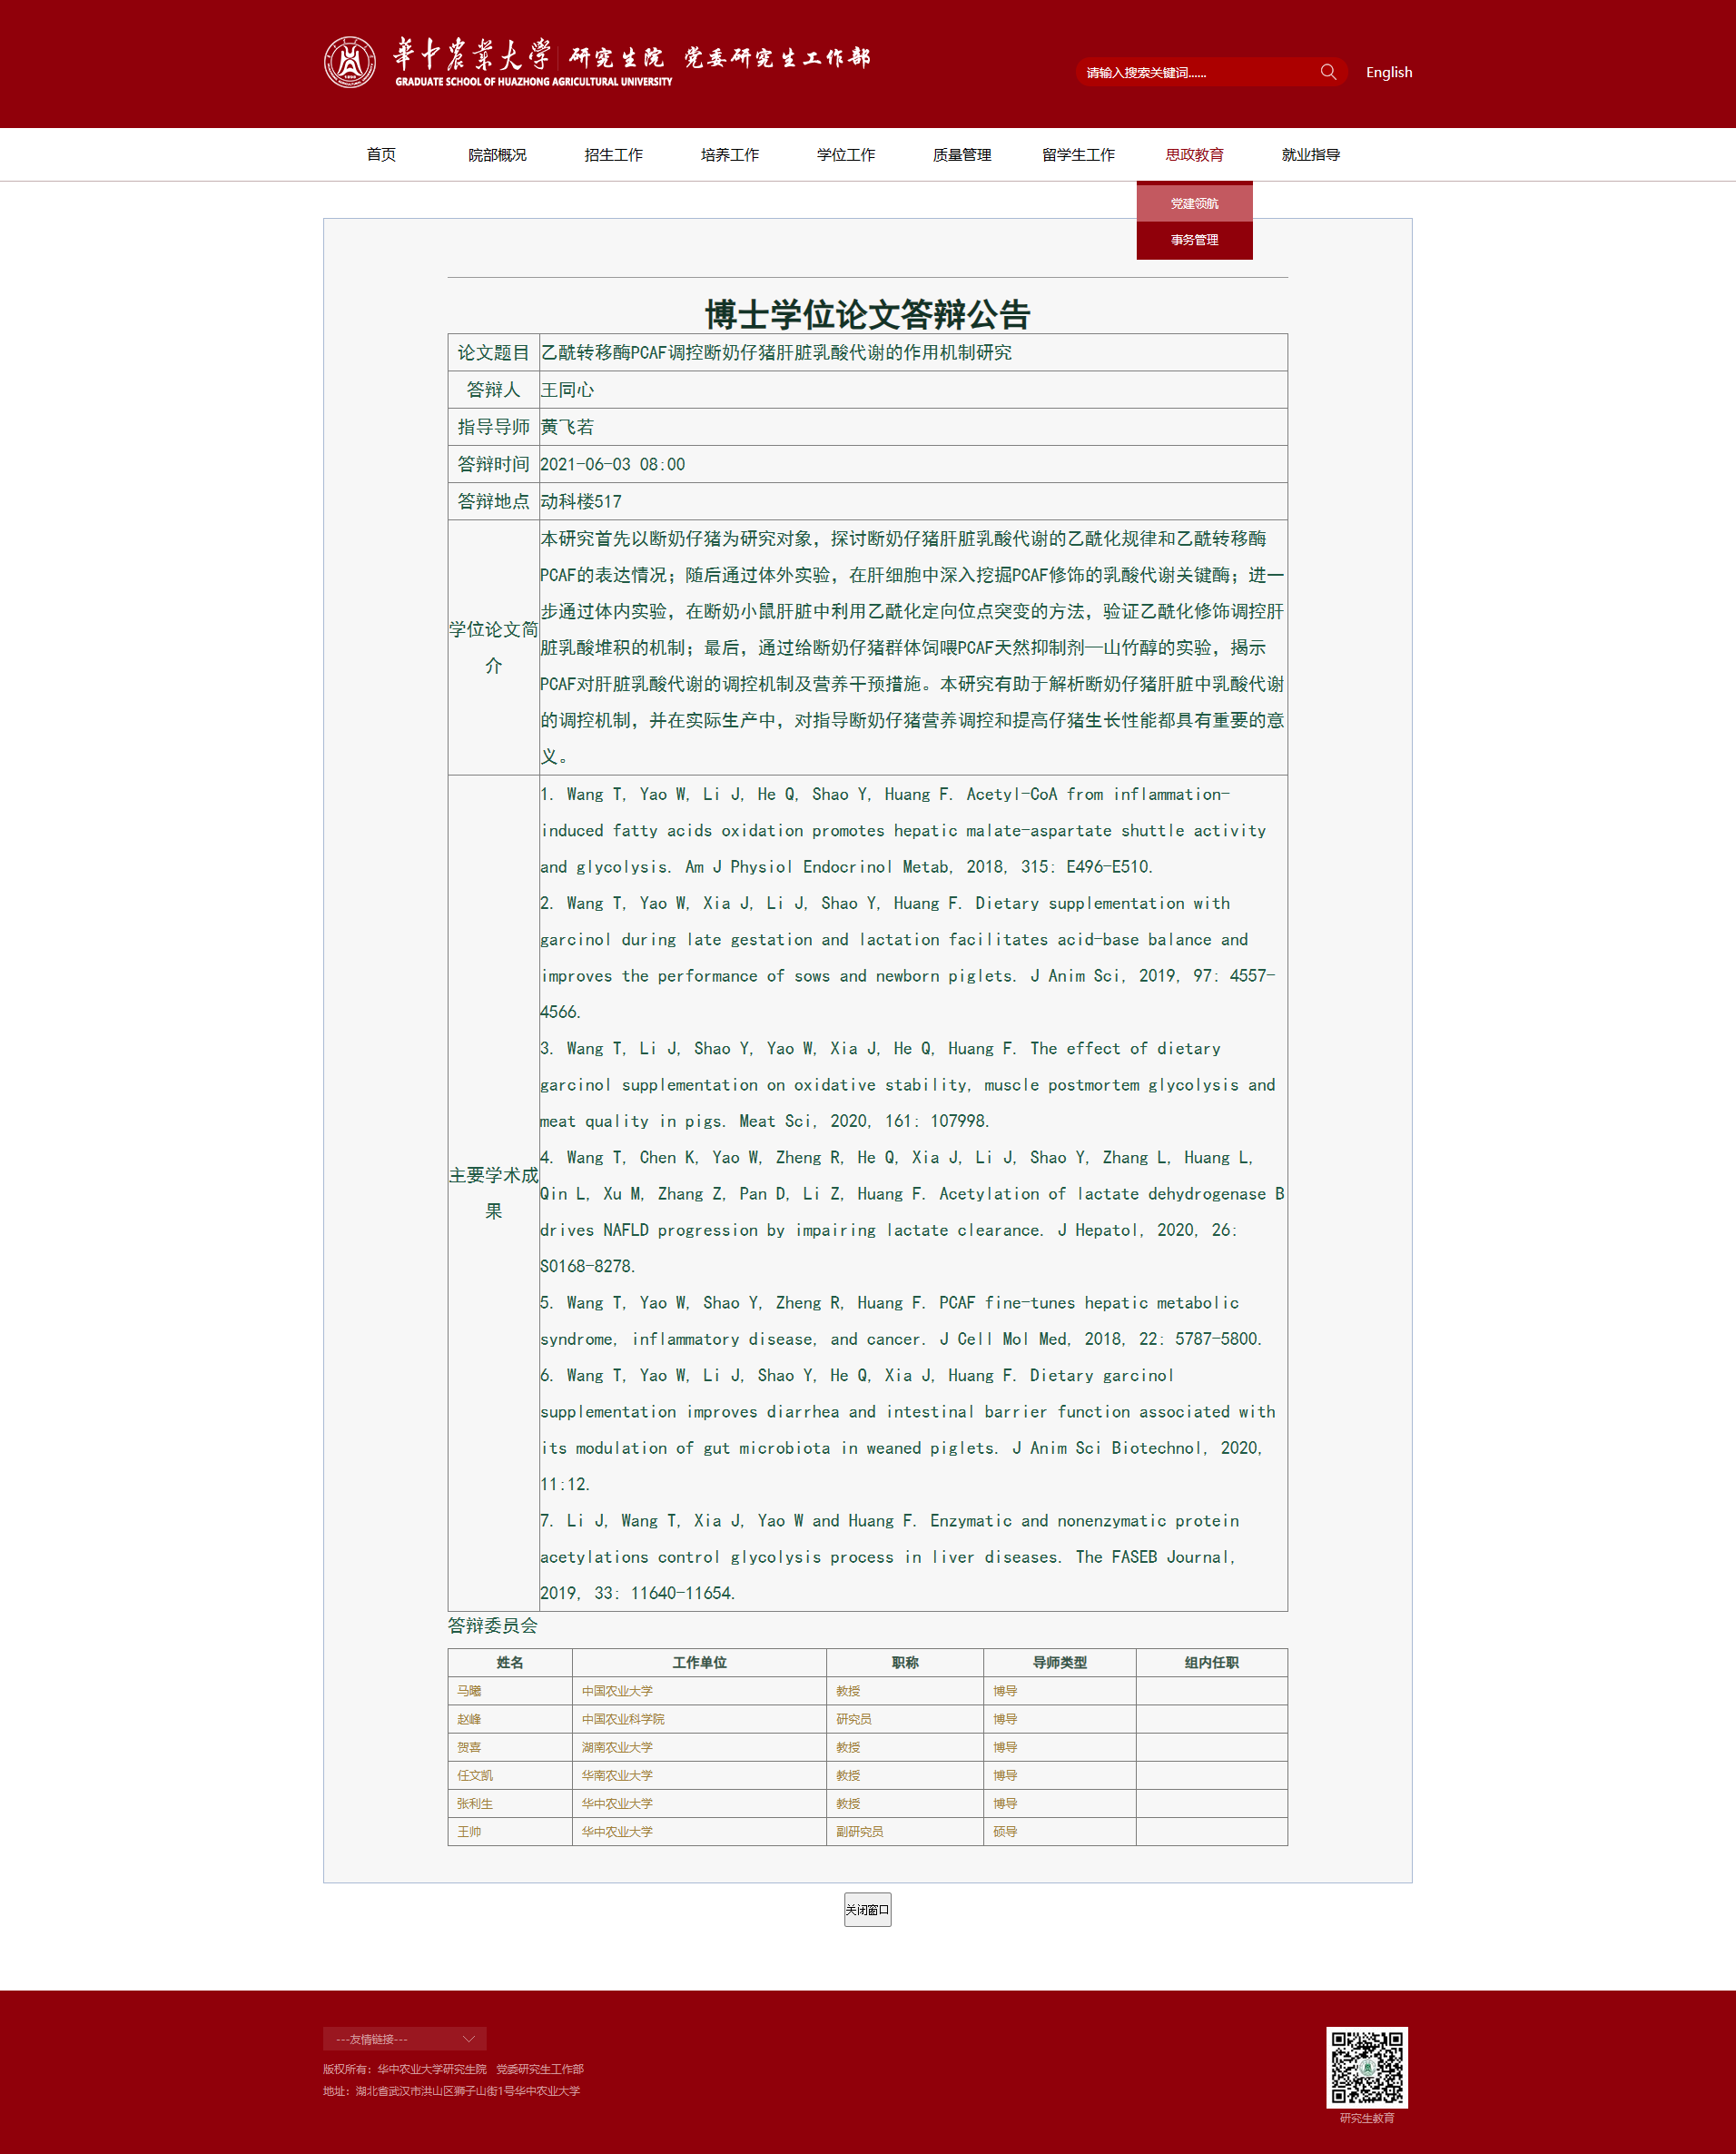 華中農業大学 研究生院 党委研究生工作部
GRADUATE SCHOOL OF HUAZHONG AGRICULTURAL UNIVERSITY
请输入搜索关键词...... English
首页 院部概况 招生工作 培养工作 学位工作 质量管理 留学生工作 思政教育 就业指导
党建领航
事务管理
博士学位论文答辩公告
论文题目 乙酰转移酶PCAF调控断奶仔猪肝脏乳酸代谢的作用机制研究
答辩人 王同心
指导导师 黄飞若
答辩时间 2021-06-03 08:00
答辩地点 动科楼517
学位论文简
介
本研究首先以断奶仔猪为研究对象，探讨断奶仔猪肝脏乳酸代谢的乙酰化规律和乙酰转移酶
PCAF的表达情况；随后通过体外实验，在肝细胞中深入挖掘PCAF修饰的乳酸代谢关键酶；进一
步通过体内实验，在断奶小鼠肝脏中利用乙酰化定向位点突变的方法，验证乙酰化修饰调控肝
脏乳酸堆积的机制；最后，通过给断奶仔猪群体饲喂PCAF天然抑制剂—山竹醇的实验，揭示
PCAF对肝脏乳酸代谢的调控机制及营养干预措施。本研究有助于解析断奶仔猪肝脏中乳酸代谢
的调控机制，并在实际生产中，对指导断奶仔猪营养调控和提高仔猪生长性能都具有重要的意
义。
主要学术成
果
1. Wang T, Yao W, Li J, He Q, Shao Y, Huang F. Acetyl-CoA from inflammation-
induced fatty acids oxidation promotes hepatic malate-aspartate shuttle activity
and glycolysis. Am J Physiol Endocrinol Metab, 2018, 315: E496-E510.
2. Wang T, Yao W, Xia J, Li J, Shao Y, Huang F. Dietary supplementation with
garcinol during late gestation and lactation facilitates acid-base balance and
improves the performance of sows and newborn piglets. J Anim Sci, 2019, 97: 4557-
4566.
3. Wang T, Li J, Shao Y, Yao W, Xia J, He Q, Huang F. The effect of dietary
garcinol supplementation on oxidative stability, muscle postmortem glycolysis and
meat quality in pigs. Meat Sci, 2020, 161: 107998.
4. Wang T, Chen K, Yao W, Zheng R, He Q, Xia J, Li J, Shao Y, Zhang L, Huang L,
Qin L, Xu M, Zhang Z, Pan D, Li Z, Huang F. Acetylation of lactate dehydrogenase B
drives NAFLD progression by impairing lactate clearance. J Hepatol, 2020, 26:
S0168-8278.
5. Wang T, Yao W, Shao Y, Zheng R, Huang F. PCAF fine-tunes hepatic metabolic
syndrome, inflammatory disease, and cancer. J Cell Mol Med, 2018, 22: 5787-5800.
6. Wang T, Yao W, Li J, Shao Y, He Q, Xia J, Huang F. Dietary garcinol
supplementation improves diarrhea and intestinal barrier function associated with
its modulation of gut microbiota in weaned piglets. J Anim Sci Biotechnol, 2020,
11:12.
7. Li J, Wang T, Xia J, Yao W and Huang F. Enzymatic and nonenzymatic protein
acetylations control glycolysis process in liver diseases. The FASEB Journal,
2019, 33: 11640-11654.
答辩委员会
姓名 工作单位 职称 导师类型 组内任职
马曦 中国农业大学 教授 博导
赵峰 中国农业科学院 研究员 博导
贺喜 湖南农业大学 教授 博导
任文凯 华南农业大学 教授 博导
张利生 华中农业大学 教授 博导
王帅 华中农业大学 副研究员 硕导
关闭窗口
---友情链接---
版权所有：华中农业大学研究生院 党委研究生工作部
地址：湖北省武汉市洪山区狮子山街1号华中农业大学
研究生教育